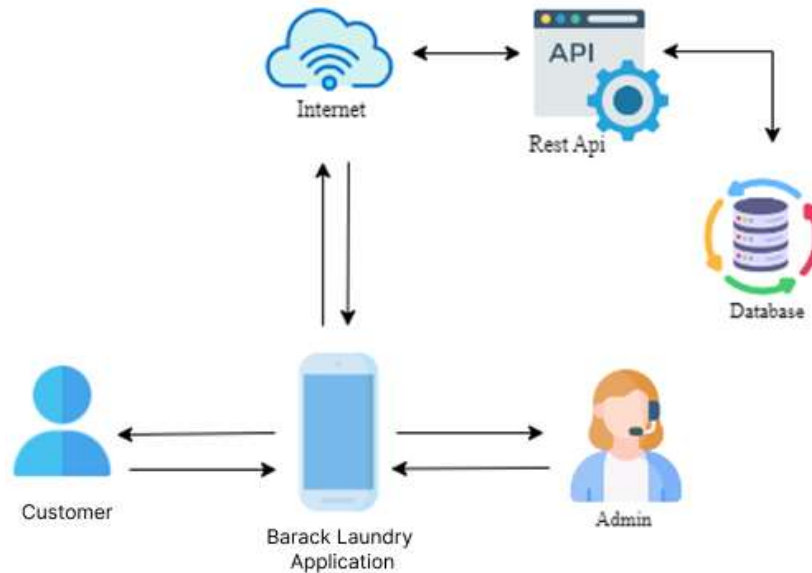 API
Internet
Rest Api
Database
Customer
Admin
Barack Laundry
Application